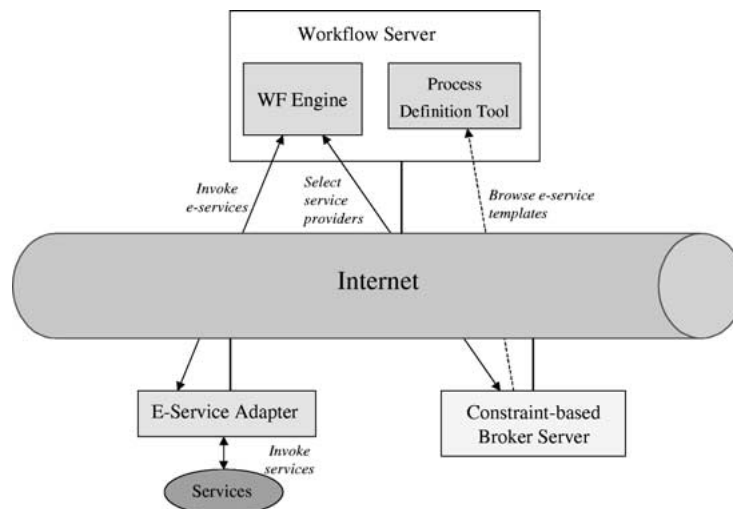 Workflow Server
WF Engine
Process
Definition Tool
Invoke
e-services
Select
service
providers
Browse e-service
templates
Internet
E-Service Adapter
Constraint-based
Broker Server
Invoke
services
Services